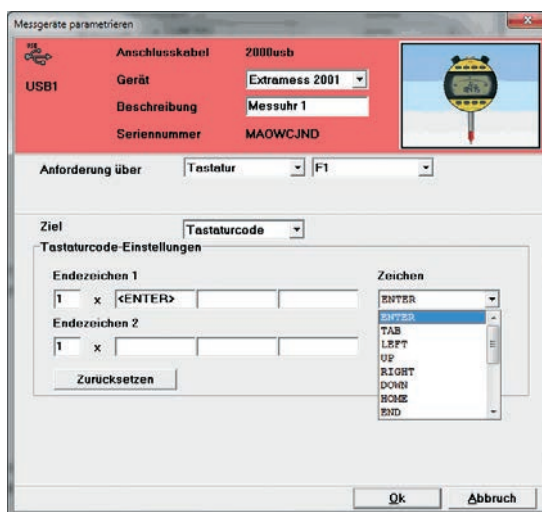 Messgeräte parametrieren
USB1
Anschlusskabel 2000usb
Gerät Extramess 2001
Beschreibung Messuhr 1
Seriennummer MAOWCJND
Anforderung über Tastatur F1
Ziel Tastaturcode
Tastaturcode-Einstellungen
Endezeichen 1
1 x <ENTER>
Endezeichen 2
1 x
Zurücksetzen
Zeichen
ENTER
ENTER
TAB
LEFT
UP
RIGHT
DOWN
HOME
END
Ok Abbruch